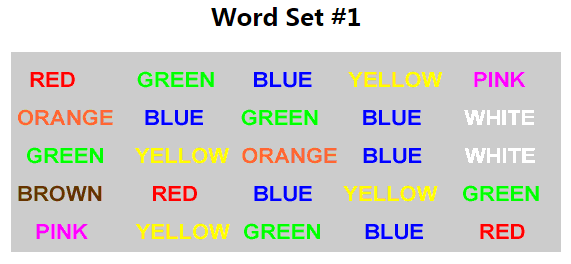 Word Set #1
RED GREEN BLUE YELLOW PINK
ORANGE BLUE GREEN BLUE WHITE
GREEN YELLOW ORANGE BLUE WHITE
BROWN RED BLUE YELLOW GREEN
PINK YELLOW GREEN BLUE RED